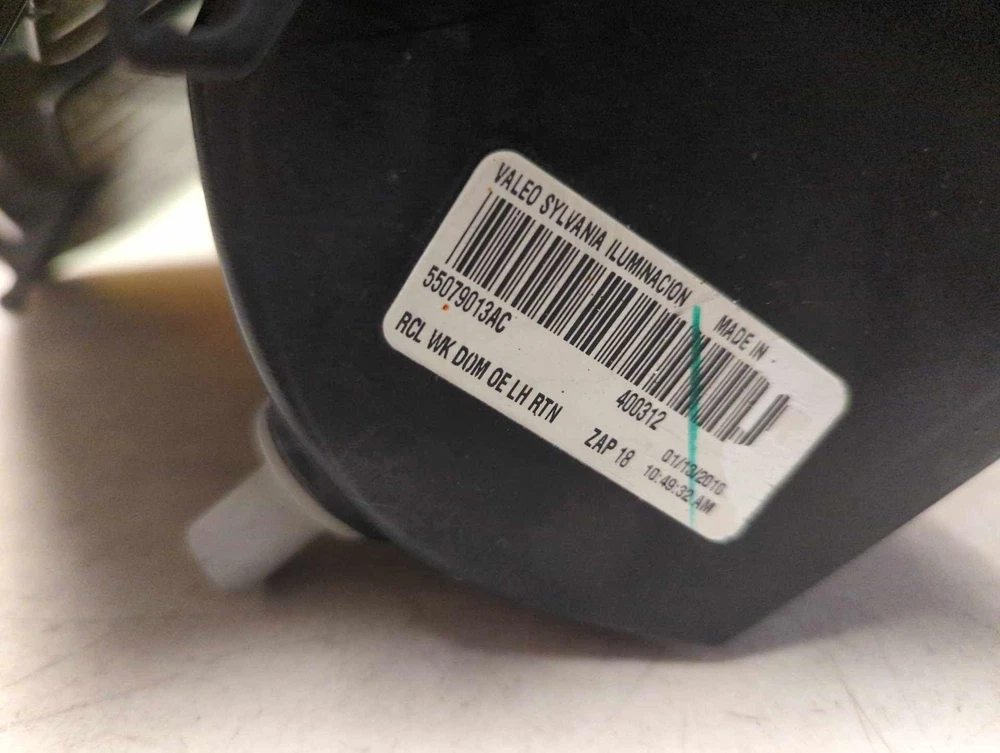 VALEO SYLVANIA ILUMINACION MADE IN
55079013AC 400312
RCL WK DOM OE LH RTN ZAP 18
01/13/2010
10:49:32 AM